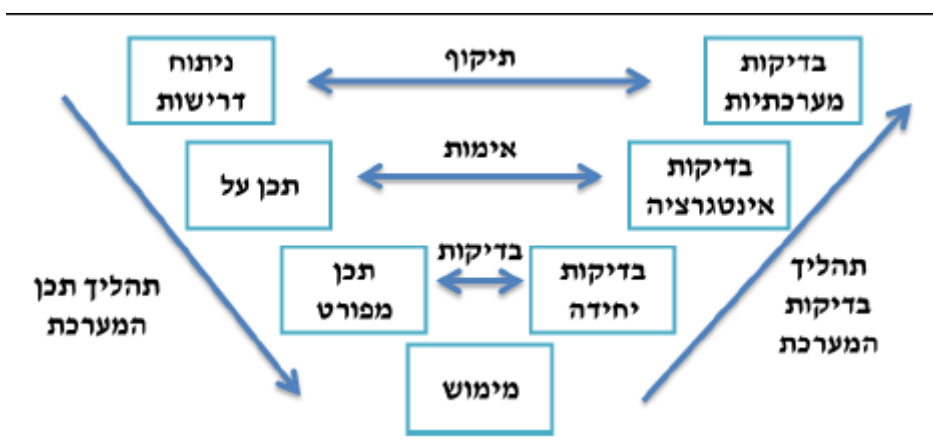 ניתוח
דרישות
תיקוף
בדיקות
מערכתיות
תכן על
אימות
בדיקות
אינטגרציה
תכן
מפורט
בדיקות
בדיקות
יחידה
מימוש
תהליך תכן
המערכת
תהליך
בדיקות
המערכת